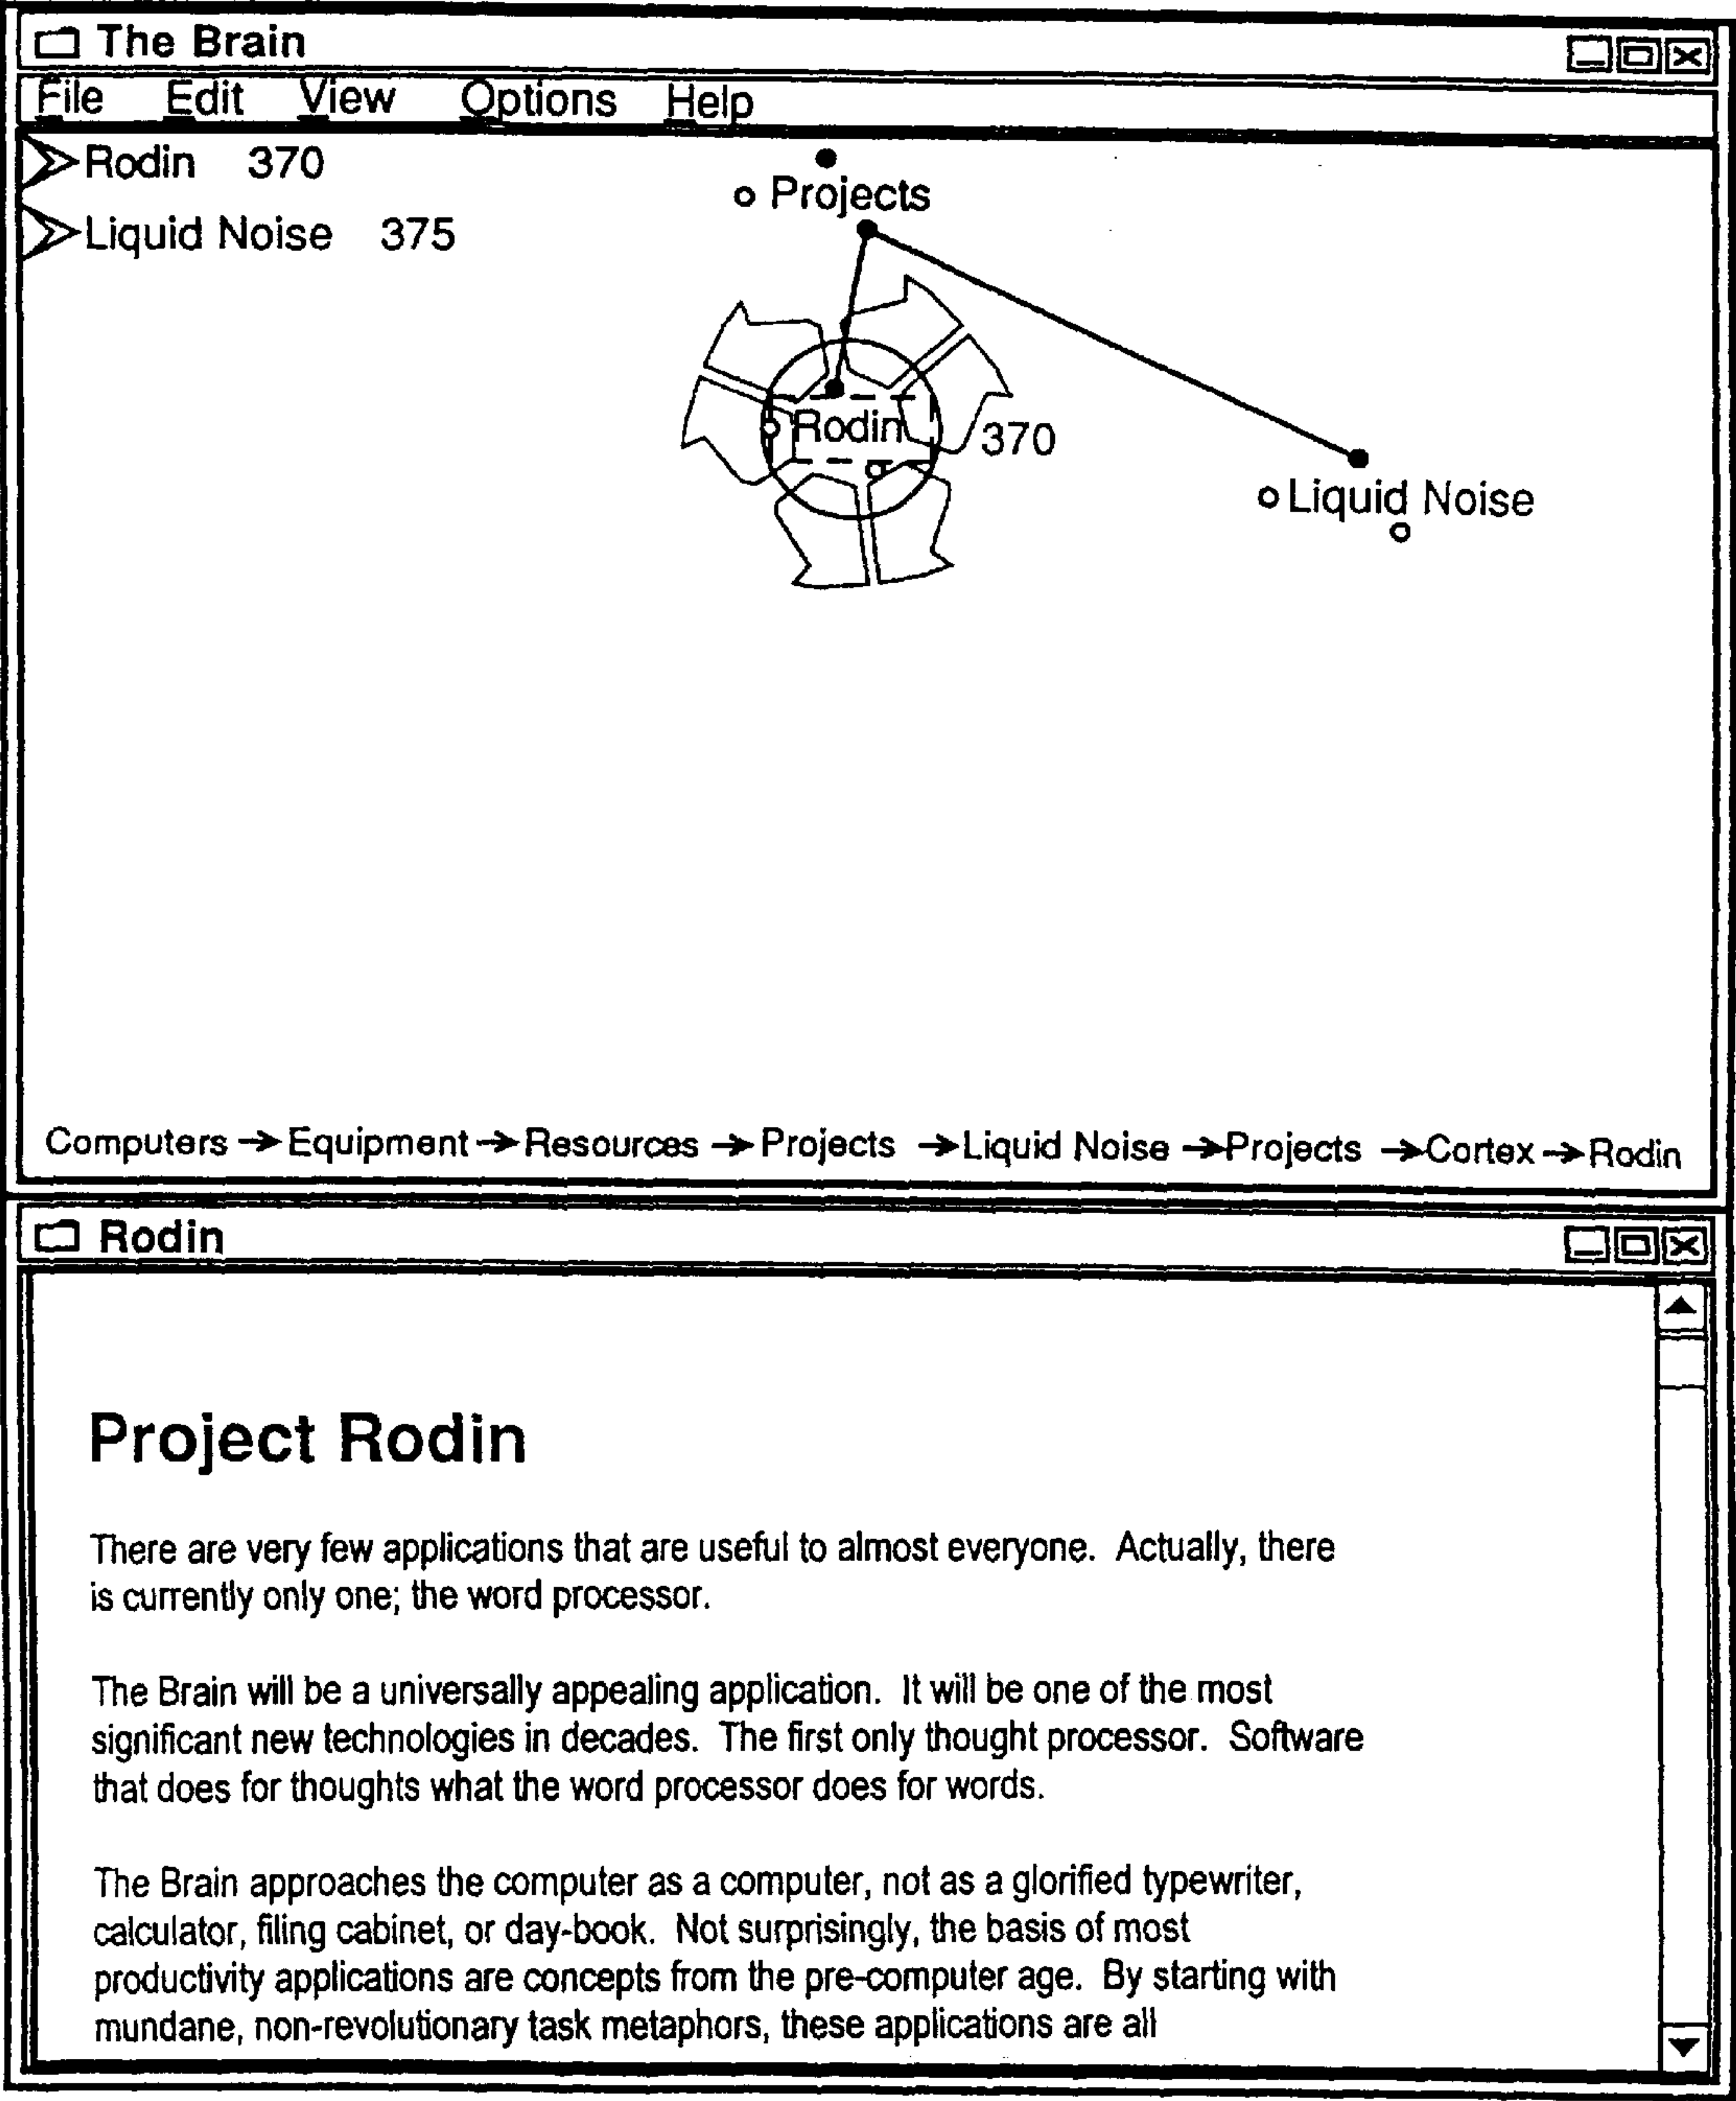 The Brain
File Edit View Options Help
Rodin 370
Projects
Liquid Noise 375
Rodin 370
Liquid Noise
Computers → Equipment → Resources → Projects → Liquid Noise → Projects → Cortex → Rodin
Rodin
Project Rodin
There are very few applications that are useful to almost everyone. Actually, there
is currently only one; the word processor.
The Brain will be a universally appealing application. It will be one of the most
significant new technologies in decades. The first only thought processor. Software
that does for thoughts what the word processor does for words.
The Brain approaches the computer as a computer, not as a glorified typewriter,
calculator, filing cabinet, or day-book. Not surprisingly, the basis of most
productivity applications are concepts from the pre-computer age. By starting with
mundane, non-revolutionary task metaphors, these applications are all